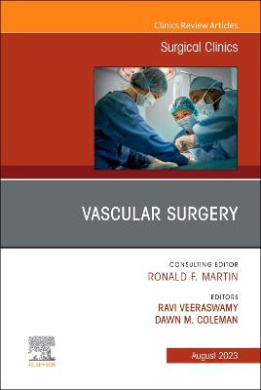 Clinics Review Articles
Surgical Clinics
VASCULAR SURGERY
CONSULTING EDITOR
RONALD F. MARTIN
EDITORS
RAVI VEERASWAMY
DAWN M. COLEMAN
ELSEVIER
August 2023